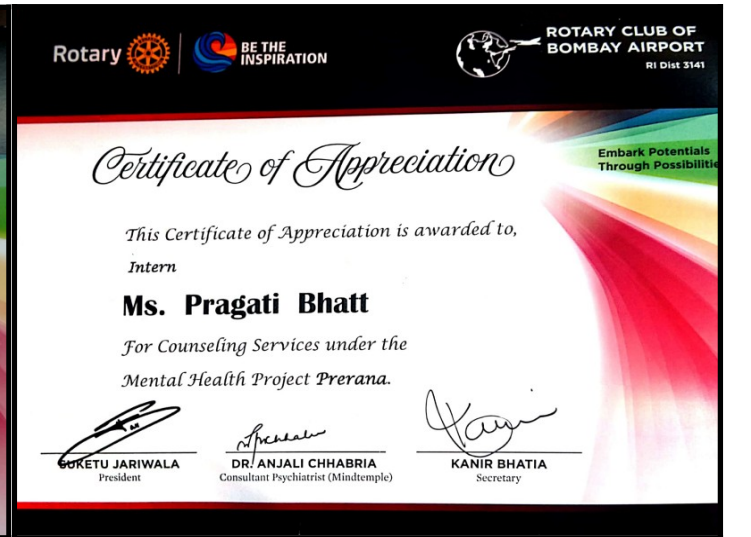 Rotary
BE THE
INSPIRATION
ROTARY CLUB OF
BOMBAY AIRPORT
RI Dist 3141
Certificate of Appreciation
Embark Potentials
Through Possibilitie
This Certificate of Appreciation is awarded to,
Intern
Ms. Pragati Bhatt
For Counseling Services under the
Mental Health Project Prerana.
SUKETU JARIWALA
President
DR. ANJALI CHHABRIA
Consultant Psychiatrist (Mindtemple)
KANIR BHATIA
Secretary